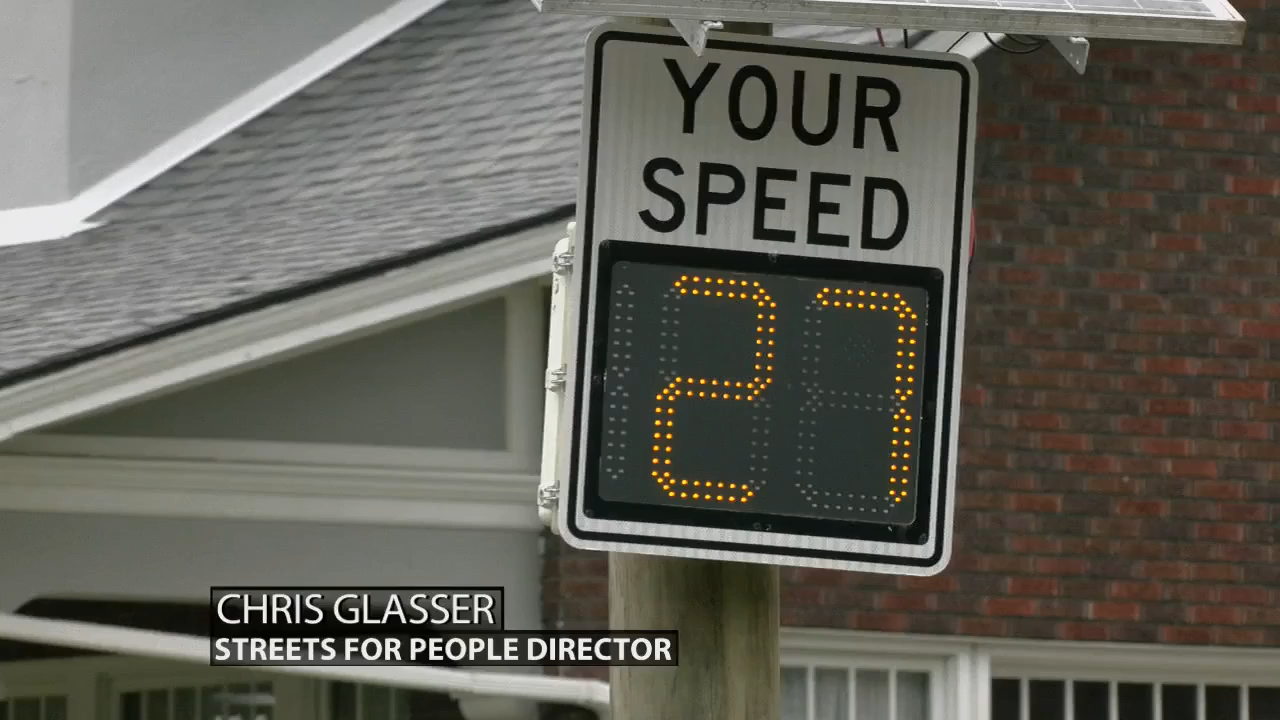 YOUR
SPEED
27
CHRIS GLASSER
STREETS FOR PEOPLE DIRECTOR